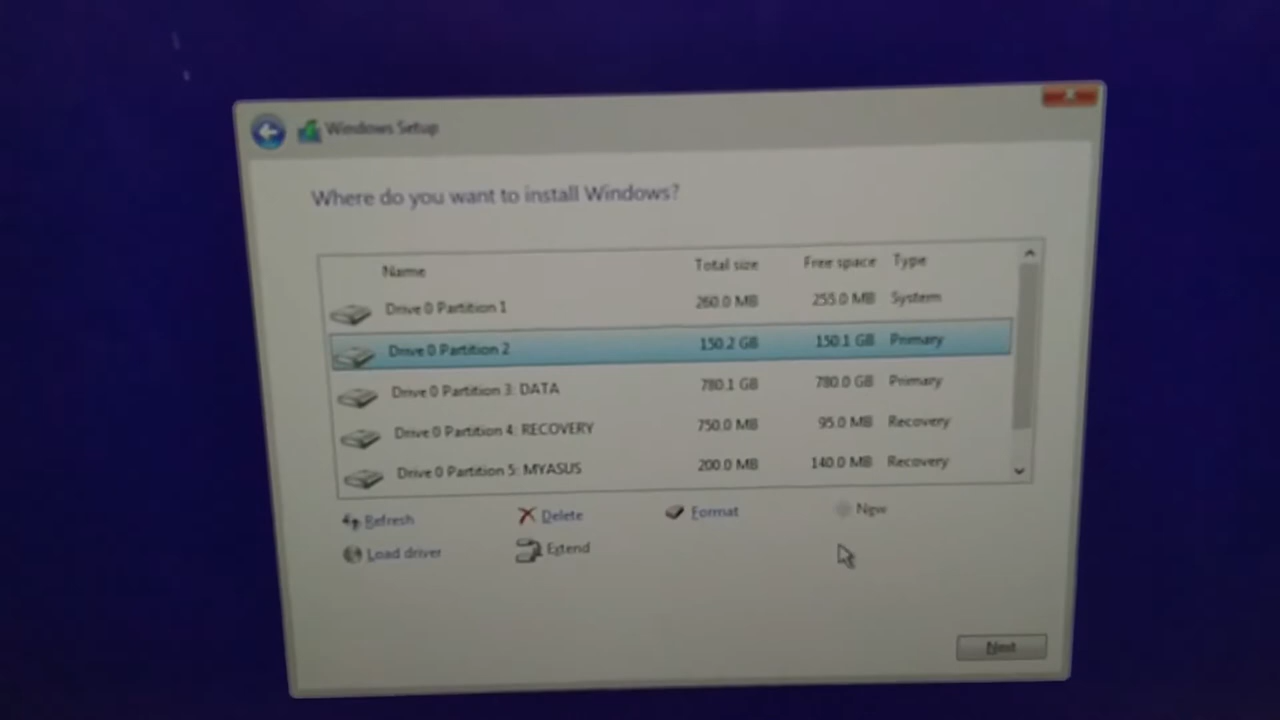 Windows Setup
Where do you want to install Windows?
Name Total size Free space Type
Drive 0 Partition 1 260.0 MB 255.0 MB System
Drive 0 Partition 2 150.2 GB 150.1 GB Primary
Drive 0 Partition 3: DATA 780.1 GB 780.0 GB Primary
Drive 0 Partition 4: RECOVERY 750.0 MB 95.0 MB Recovery
Drive 0 Partition 5: MYASUS 200.0 MB 140.0 MB Recovery
Refresh Delete Format New
Load driver Extend
Next